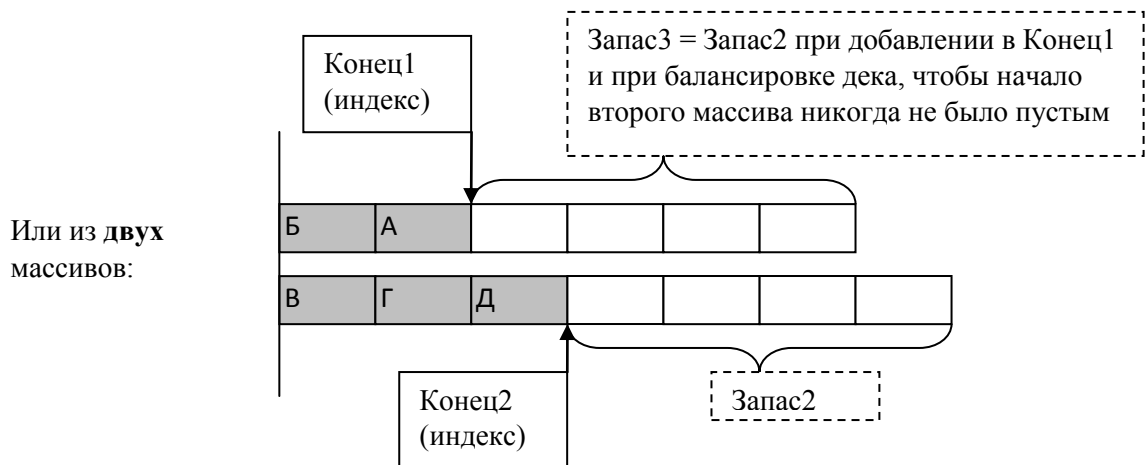 Запас3 = Запас2 при добавлении в Конец1
и при балансировке дека, чтобы начало
второго массива никогда не было пустым
Конец1
(индекс)
Или из двух
массивов:
Б А
В Г Д
Конец2
(индекс)
Запас2